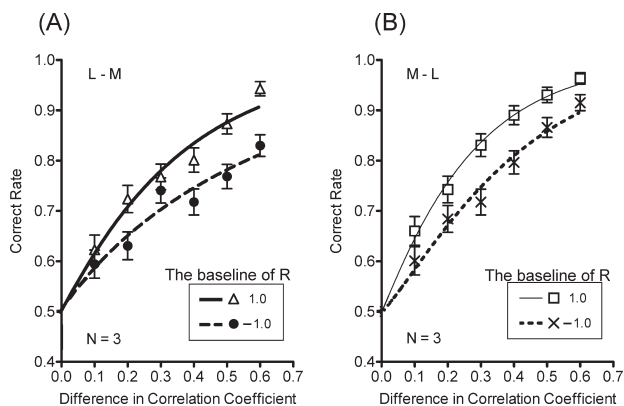 (A)
L - M
1.0
0.9
0.8
0.7
0.6
0.5
0.4
Correct Rate
The baseline of R
1.0
−1.0
N = 3
0.0 0.1 0.2 0.3 0.4 0.5 0.6 0.7
Difference in Correlation Coefficient
(B)
M - L
1.0
0.9
0.8
0.7
0.6
0.5
0.4
Correct Rate
The baseline of R
1.0
−1.0
N = 3
0.0 0.1 0.2 0.3 0.4 0.5 0.6 0.7
Difference in Correlation Coefficient